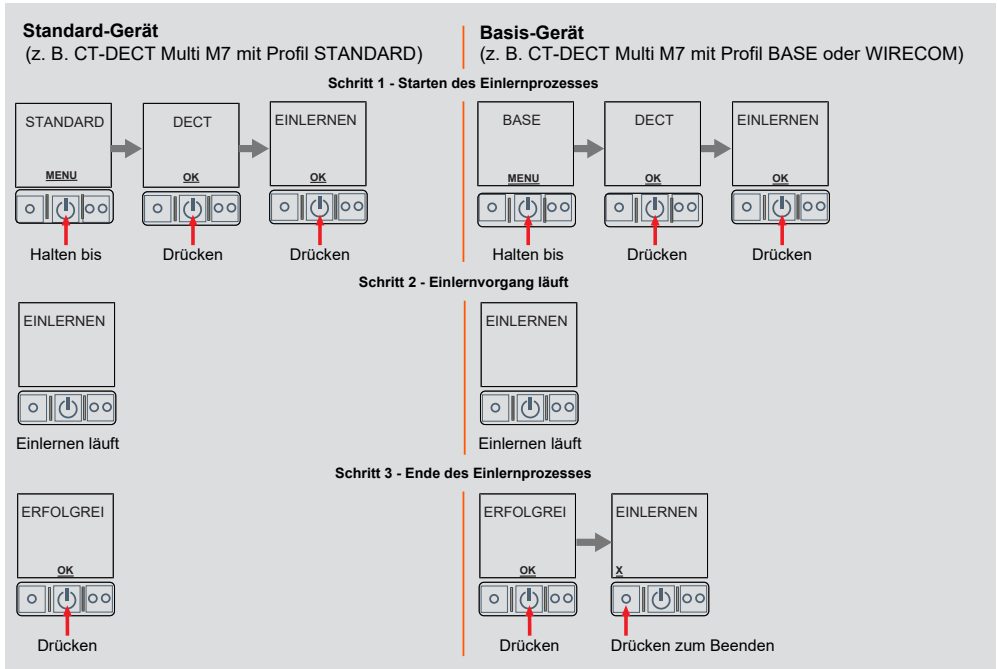 Standard-Gerät
(z. B. CT-DECT Multi M7 mit Profil STANDARD)
Basis-Gerät
(z. B. CT-DECT Multi M7 mit Profil BASE oder WIRECOM)
Schritt 1 - Starten des Einlernprozesses
STANDARD
MENU
Halten bis
DECT
OK
Drücken
EINLERNEN
OK
Drücken
BASE
MENU
Halten bis
DECT
OK
Drücken
EINLERNEN
OK
Drücken
Schritt 2 - Einlernvorgang läuft
EINLERNEN
Einlernen läuft
EINLERNEN
Einlernen läuft
Schritt 3 - Ende des Einlernprozesses
ERFOLGREI
OK
Drücken
ERFOLGREI
OK
Drücken
EINLERNEN
X
Drücken zum Beenden